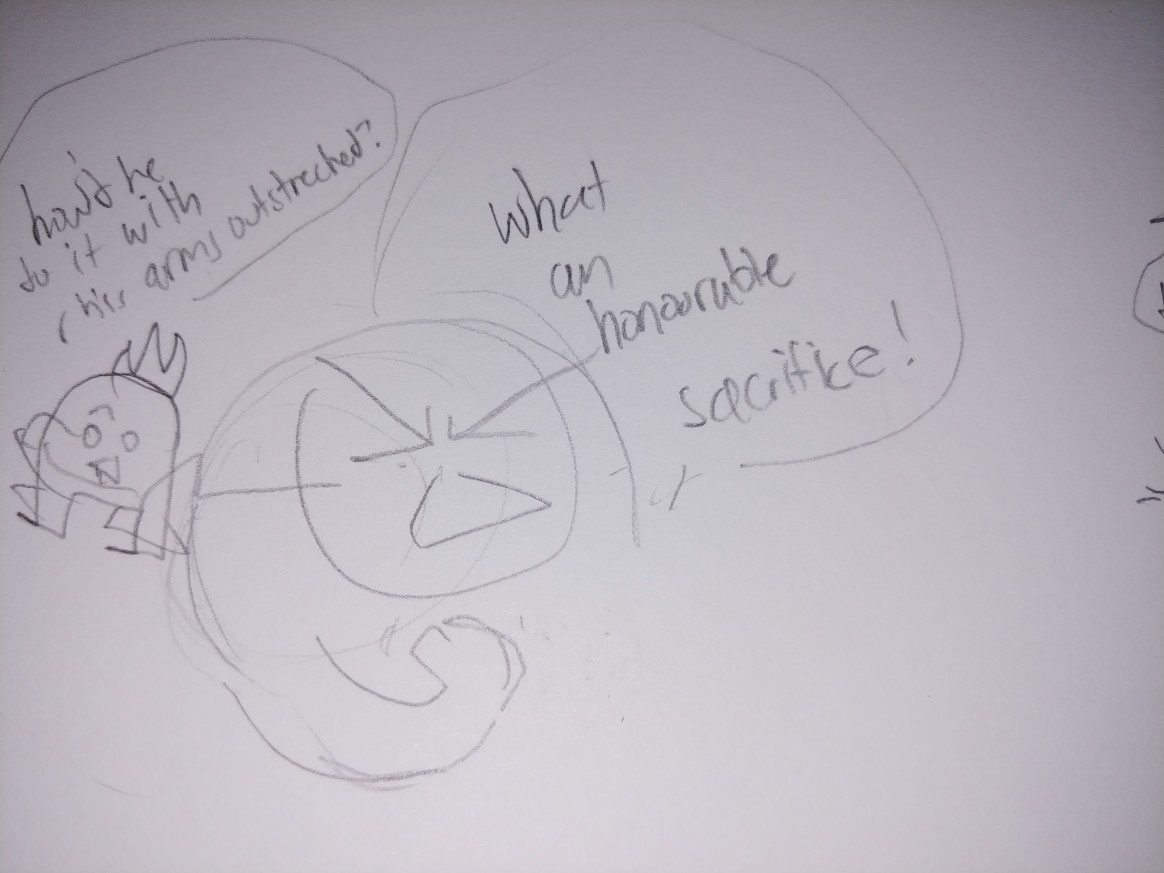 how'd he
do it with
his arms outstreched?
What
an
honourable
sacrifice!